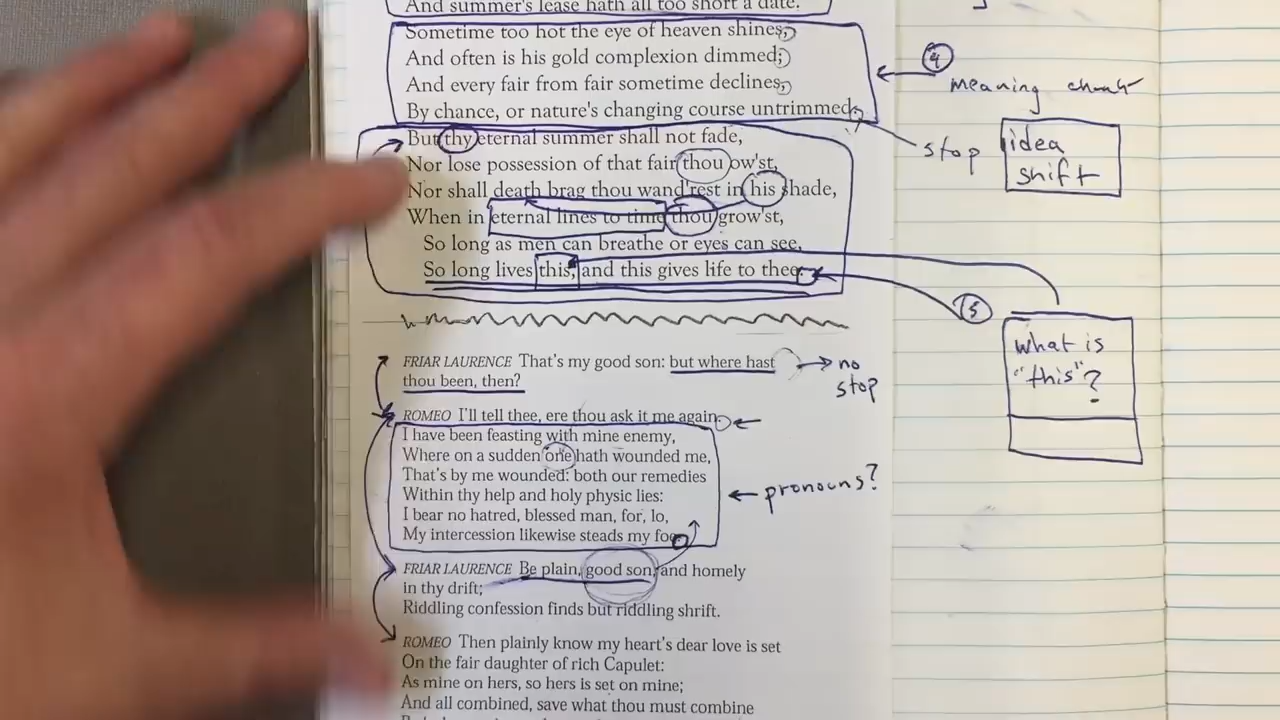 And summer's lease hath all too short a date.
Sometime too hot the eye of heaven shines,
And often is his gold complexion dimmed;
And every fair from fair sometime declines,
By chance, or nature's changing course untrimmed.
4
meaning chunk
stop
idea
shift
But thy eternal summer shall not fade,
Nor lose possession of that fair thou ow'st,
Nor shall death brag thou wand'rest in his shade,
When in eternal lines to time thou grow'st,
So long as men can breathe or eyes can see,
So long lives this, and this gives life to thee.
5
what is
"this"?
FRIAR LAURENCE That's my good son: but where hast
thou been, then?
no
stop
ROMEO I'll tell thee, ere thou ask it me again.
I have been feasting with mine enemy,
Where on a sudden one hath wounded me,
That's by me wounded: both our remedies
Within thy help and holy physic lies:
I bear no hatred, blessed man, for, lo,
My intercession likewise steads my foe.
pronouns?
FRIAR LAURENCE Be plain, good son, and homely
in thy drift;
Riddling confession finds but riddling shrift.
ROMEO Then plainly know my heart's dear love is set
On the fair daughter of rich Capulet:
As mine on hers, so hers is set on mine;
And all combined, save what thou must combine